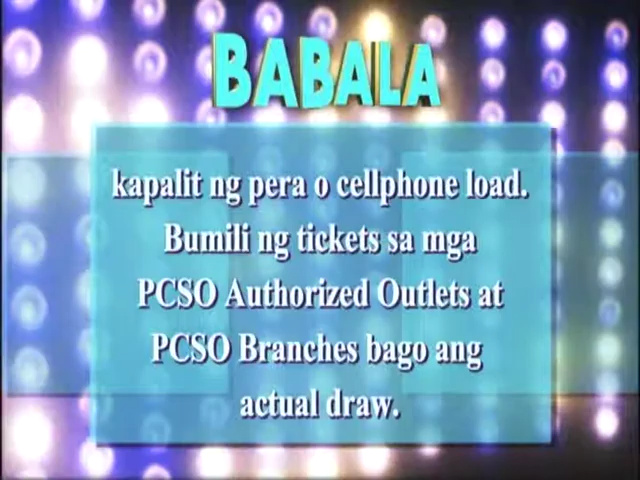 BABALA
kapalit ng pera o cellphone load.
Bumili ng tickets sa mga
PCSO Authorized Outlets at
PCSO Branches bago ang
actual draw.